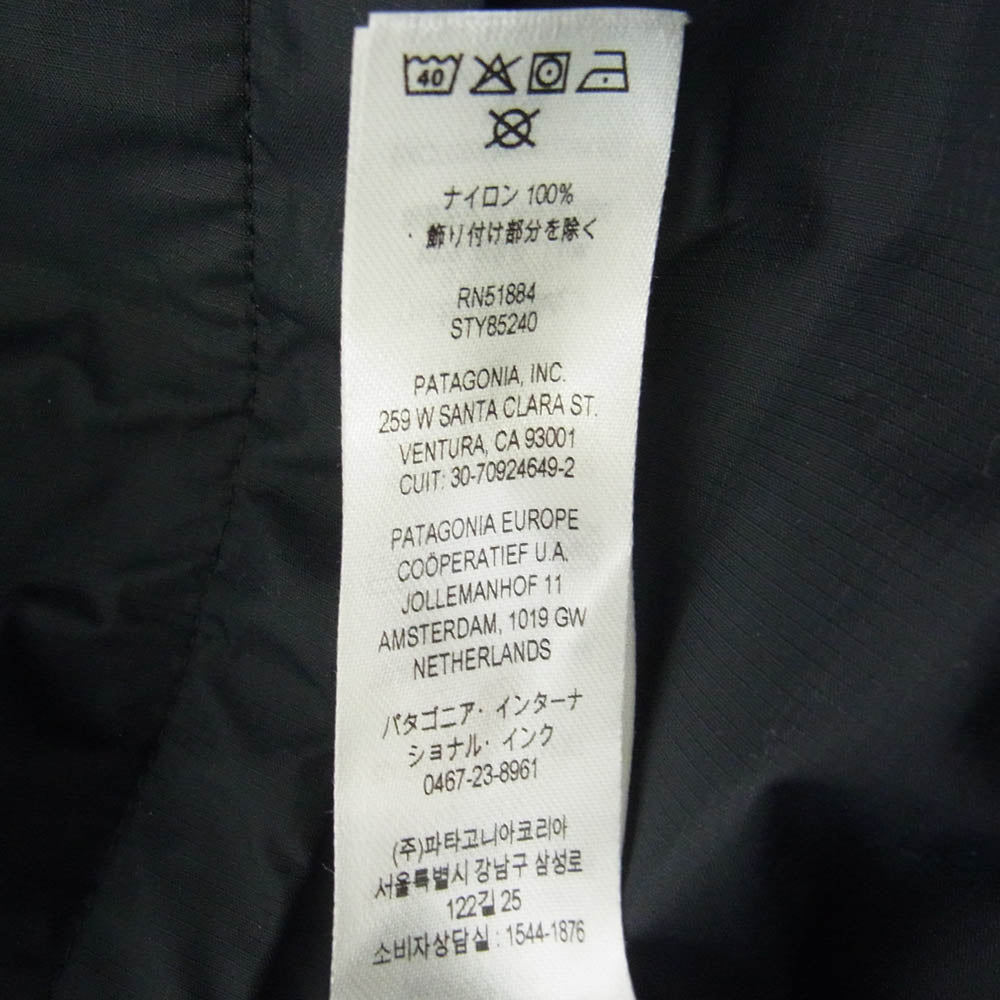 40
ナイロン 100%
・飾り付け部分を除く
RN51884
STY85240
PATAGONIA, INC.
259 W SANTA CLARA ST.
VENTURA, CA 93001
CUIT: 30-70924649-2
PATAGONIA EUROPE
COÖPERATIEF U.A.
JOLLEMANHOF 11
AMSTERDAM, 1019 GW
NETHERLANDS
パタゴニア・インターナ
ショナル・インク
0467-23-8961
(주)파타고니아코리아
서울특별시 강남구 삼성로
122길 25
소비자상담실 : 1544-1876